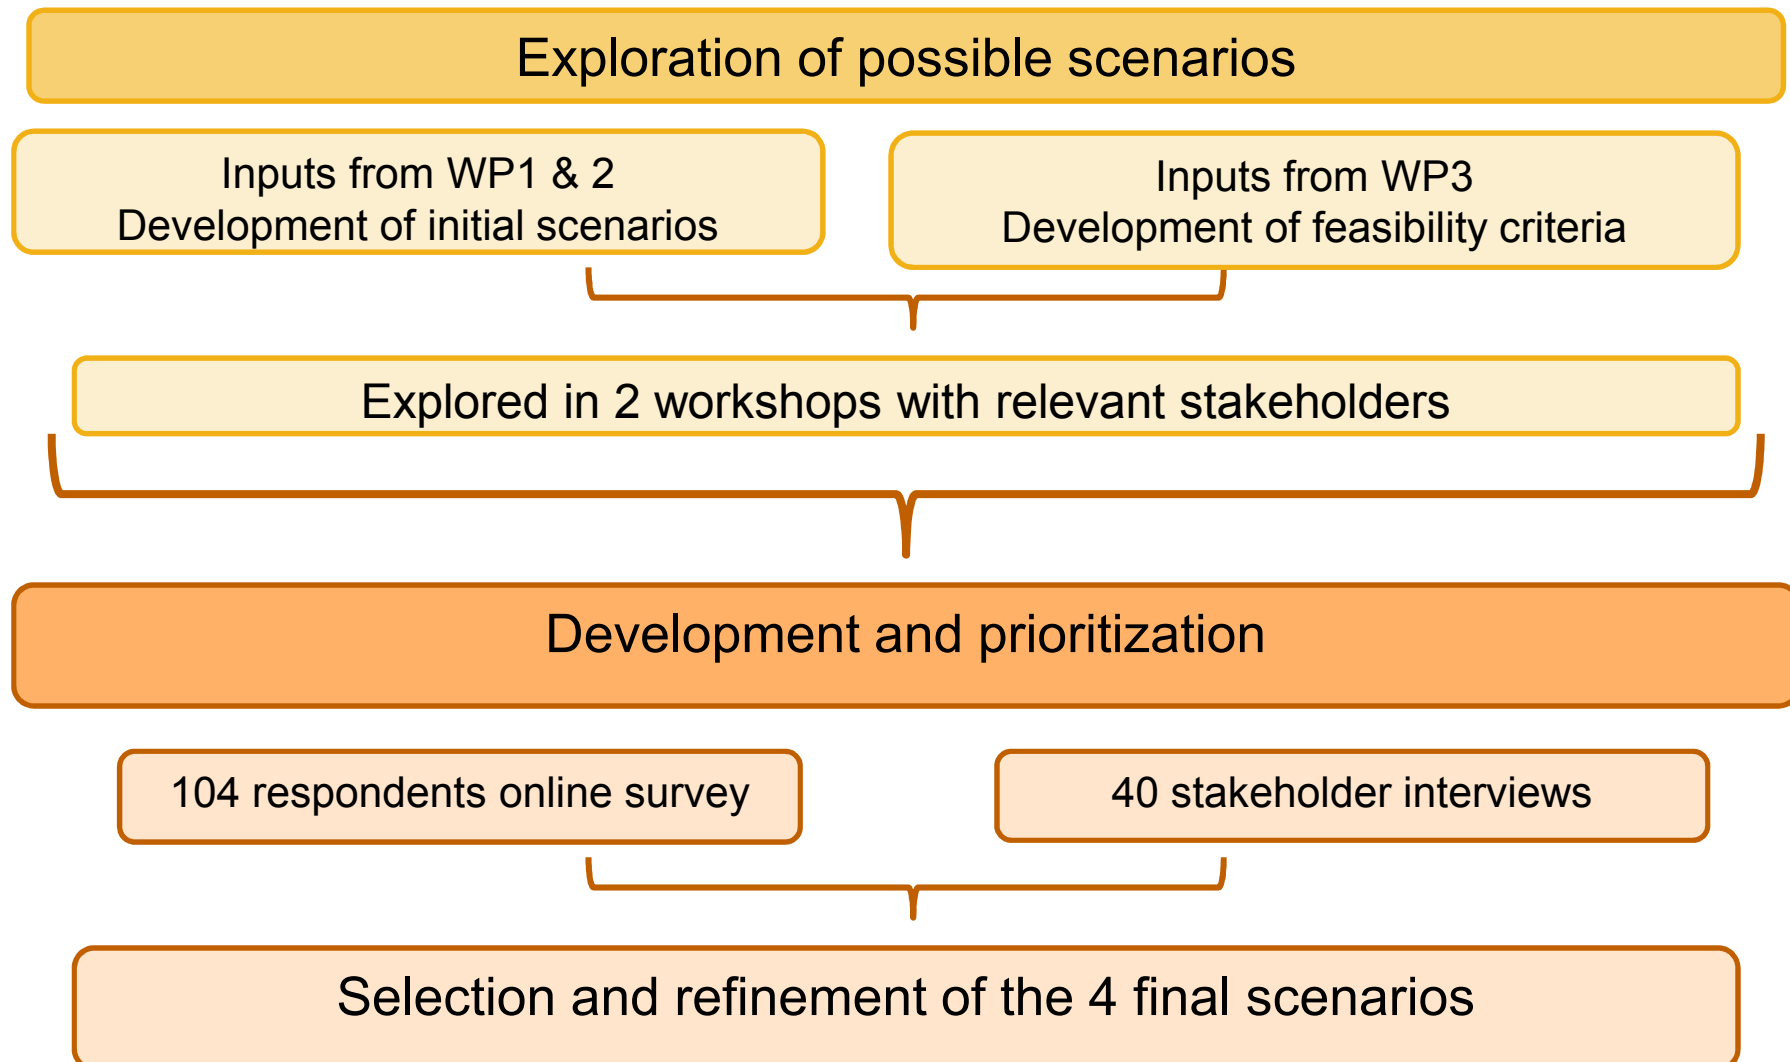 Exploration of possible scenarios
Inputs from WP1 & 2
Development of initial scenarios
Inputs from WP3
Development of feasibility criteria
Explored in 2 workshops with relevant stakeholders
Development and prioritization
104 respondents online survey
40 stakeholder interviews
Selection and refinement of the 4 final scenarios